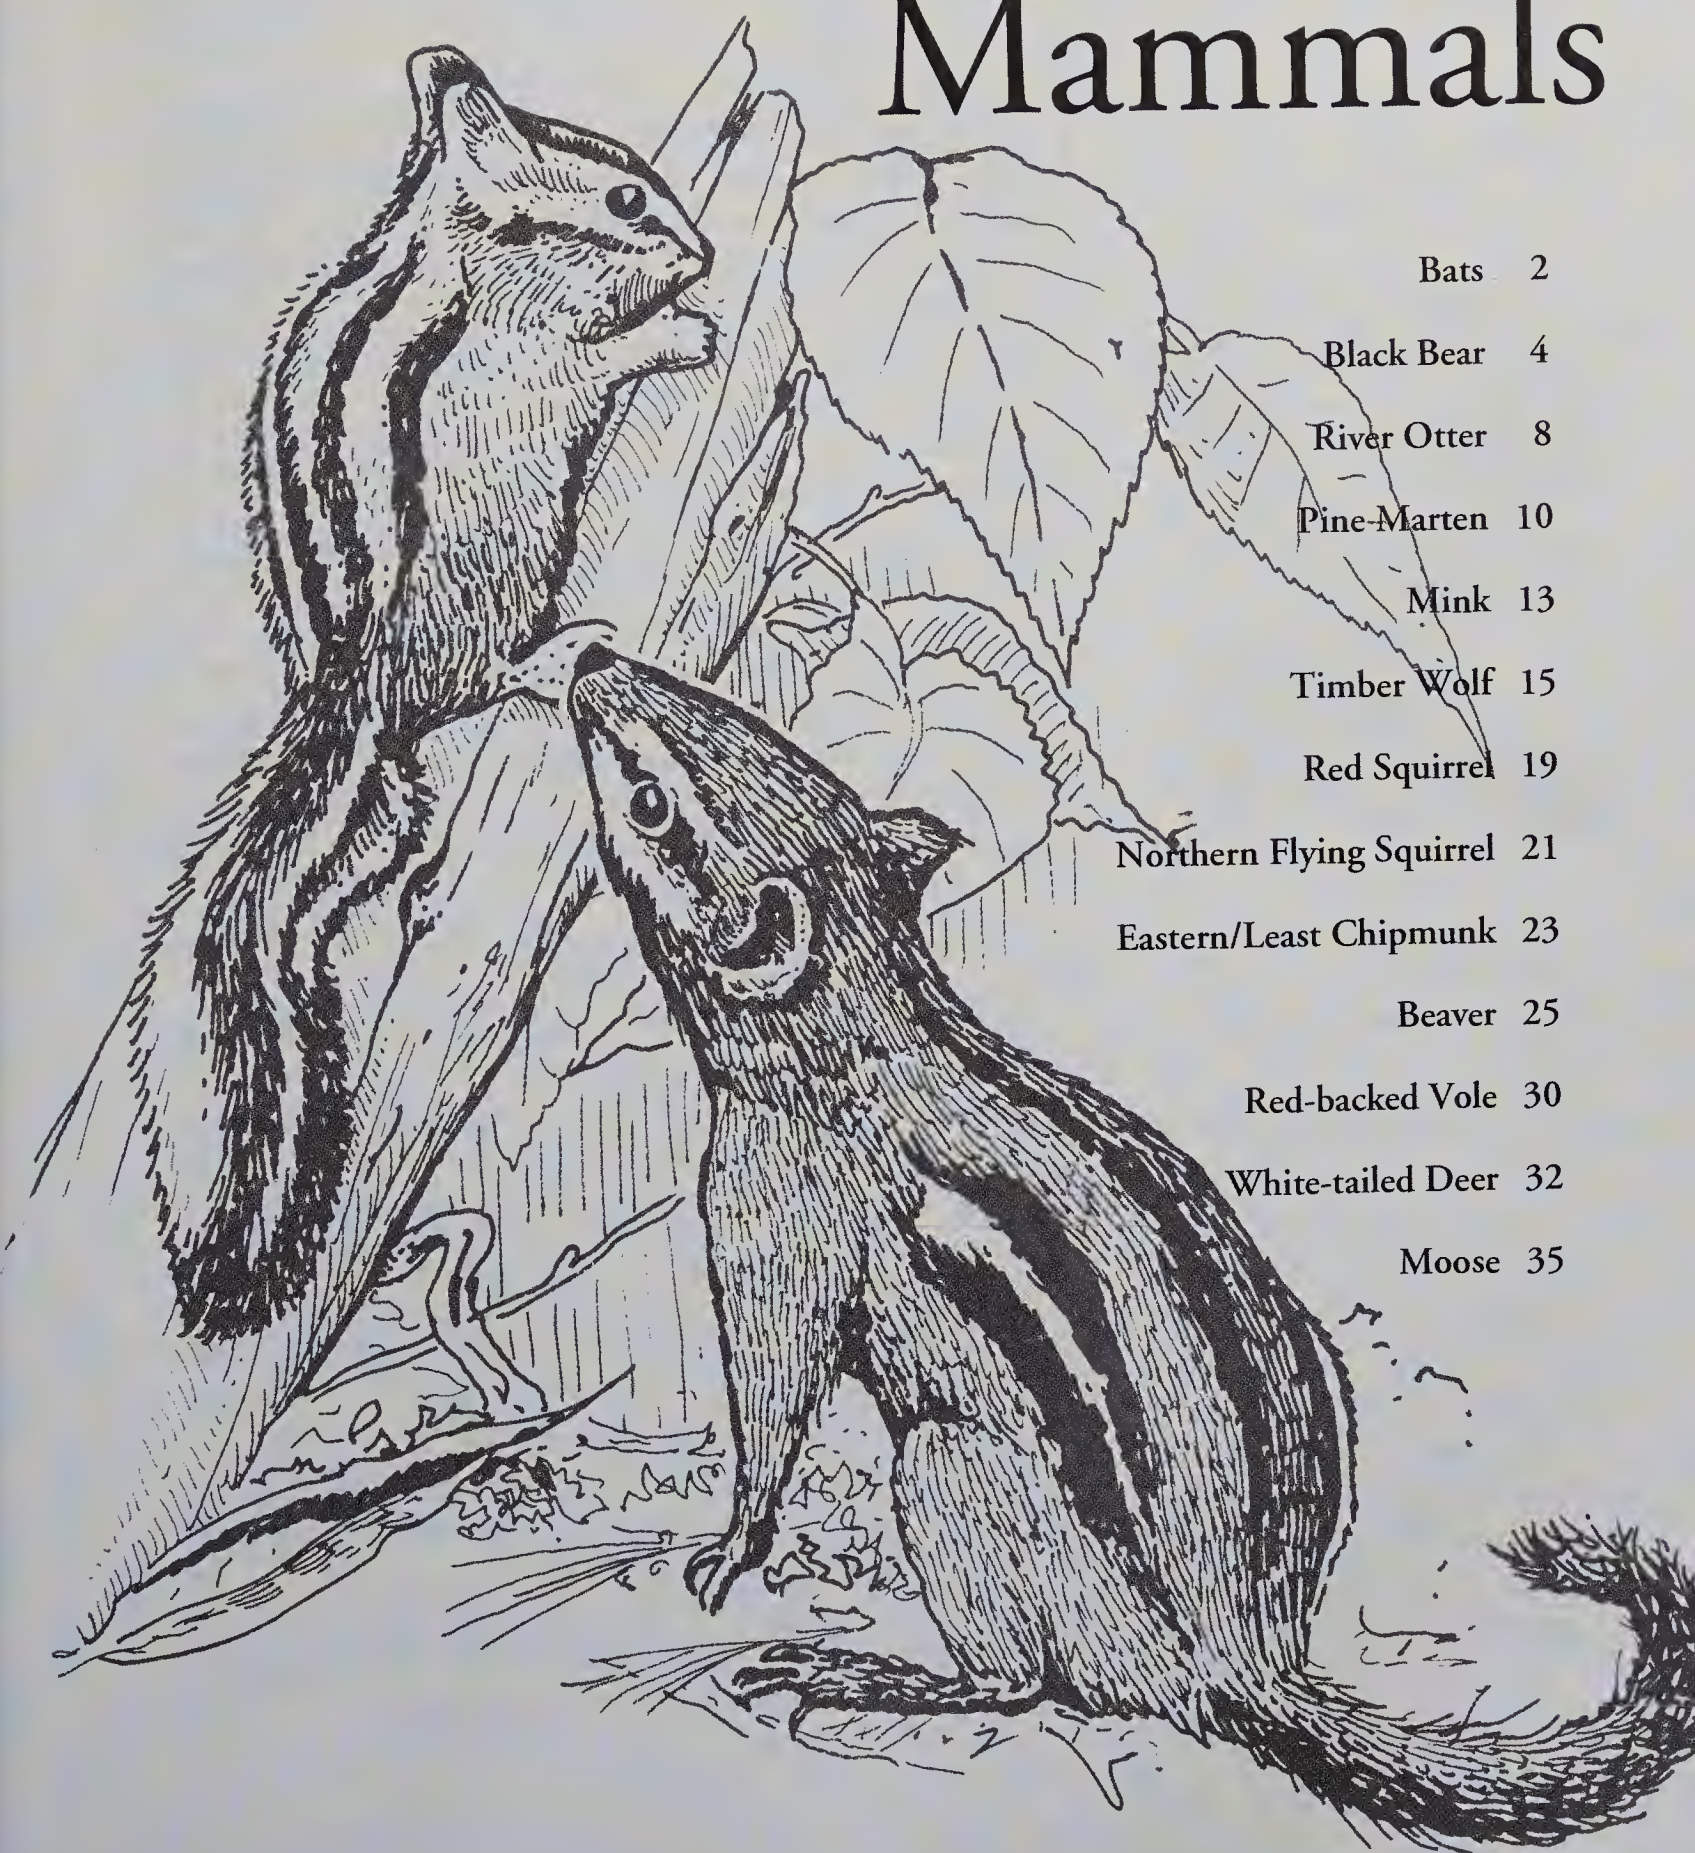 Mammals
Bats 2
Black Bear 4
River Otter 8
Pine-Marten 10
Mink 13
Timber Wolf 15
Red Squirrel 19
Northern Flying Squirrel 21
Eastern/Least Chipmunk 23
Beaver 25
Red-backed Vole 30
White-tailed Deer 32
Moose 35